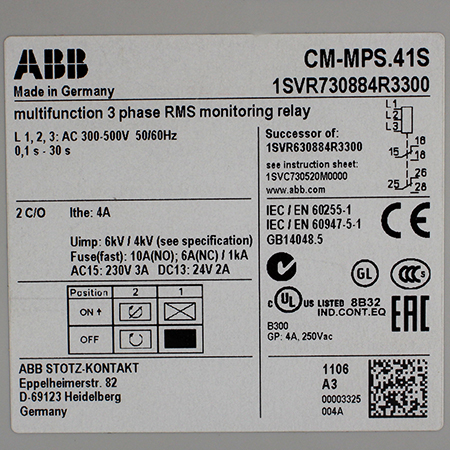 ABB
CM-MPS.41S
Made in Germany
1SVR730884R3300
multifunction 3 phase RMS monitoring relay
L 1, 2, 3: AC 300-500V 50/60Hz
0,1 s - 30 s
Successor of:
1SVR630884R3300
see instruction sheet:
1SVC730520M0000
www.abb.com
L1
L2
L3
15
16
18
25
26
28
2 C/O Ithe: 4A
Uimp: 6kV / 4kV (see specification)
Fuse(fast): 10A(NO); 6A(NC) / 1kA
AC15: 230V 3A DC13: 24V 2A
IEC / EN 60255-1
IEC / EN 60947-5-1
GB14048.5
CE
GL
CCC S
Position 2 1
ON
OFF
C UL US LISTED 8B32
IND.CONT.EQ
EAC
B300
GP: 4A, 250Vac
ABB STOTZ-KONTAKT
Eppelheimerstr. 82
D-69123 Heidelberg
Germany
1106
A3
00003325
004A